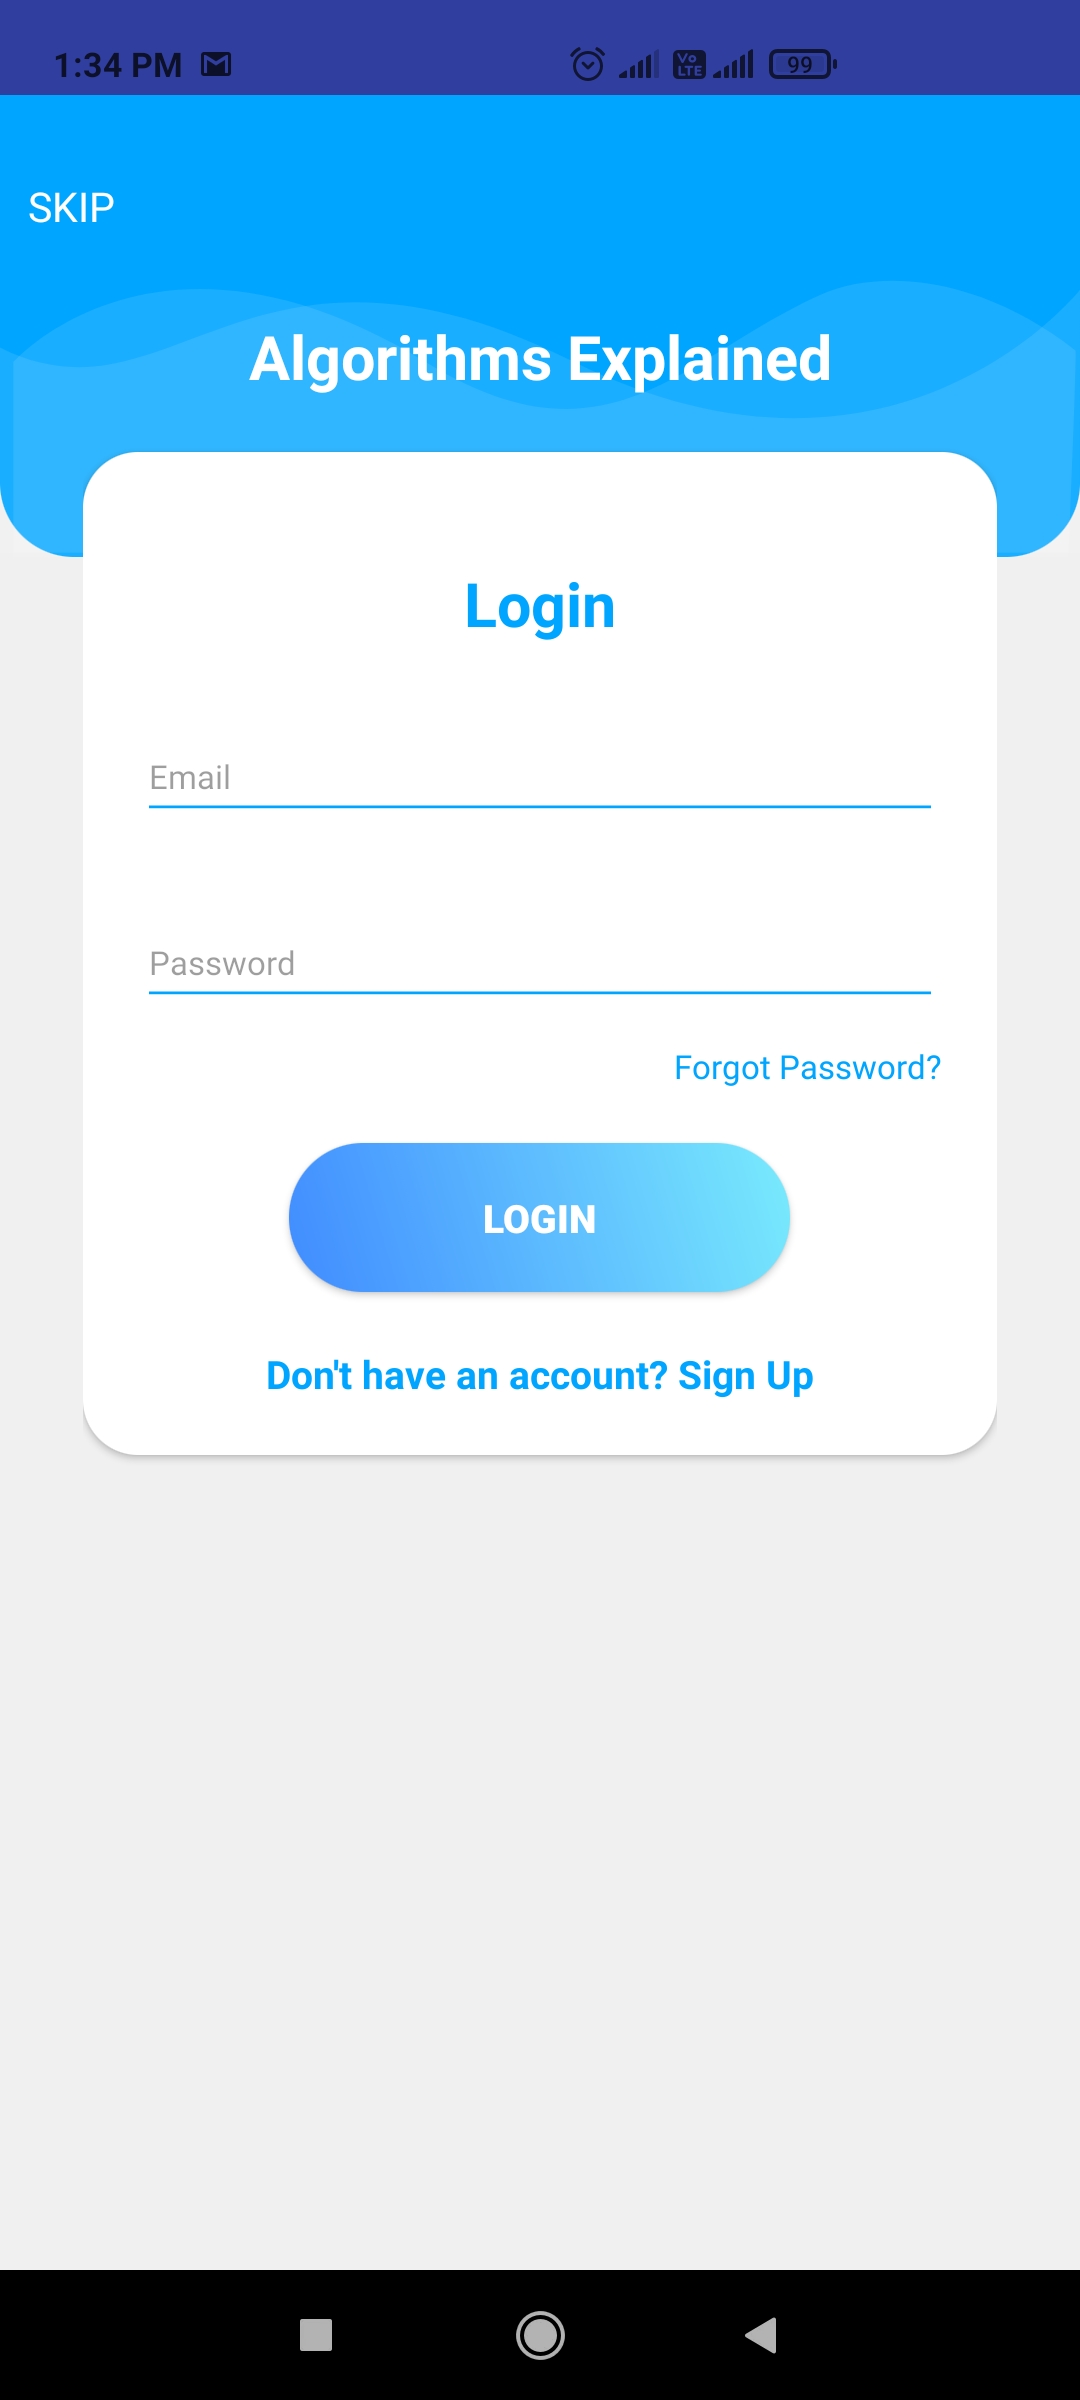 1:34 PM Vo LTE 99
SKIP
Algorithms Explained
Login
Email
Password
Forgot Password?
LOGIN
Don't have an account? Sign Up